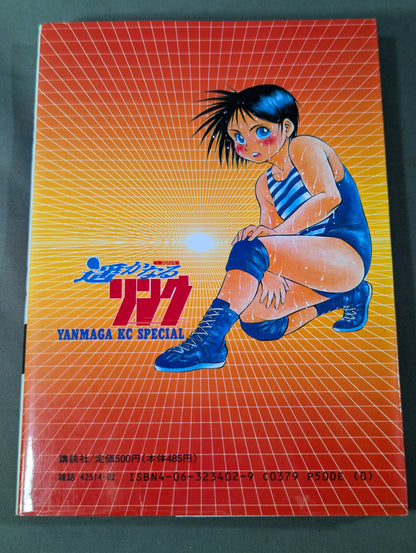 遥かなる
リング
YANMAGA KC SPECIAL
講談社/定価500円(本体485円)
雑誌 42514-02 ISBN4-06-323402-9 C0379 P500E (0)